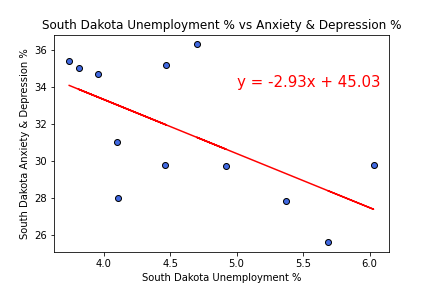 South Dakota Unemployment % vs Anxiety & Depression %
y = -2.93x + 45.03
South Dakota Anxiety & Depression %
36
34
32
30
28
26
4.0 4.5 5.0 5.5 6.0
South Dakota Unemployment %